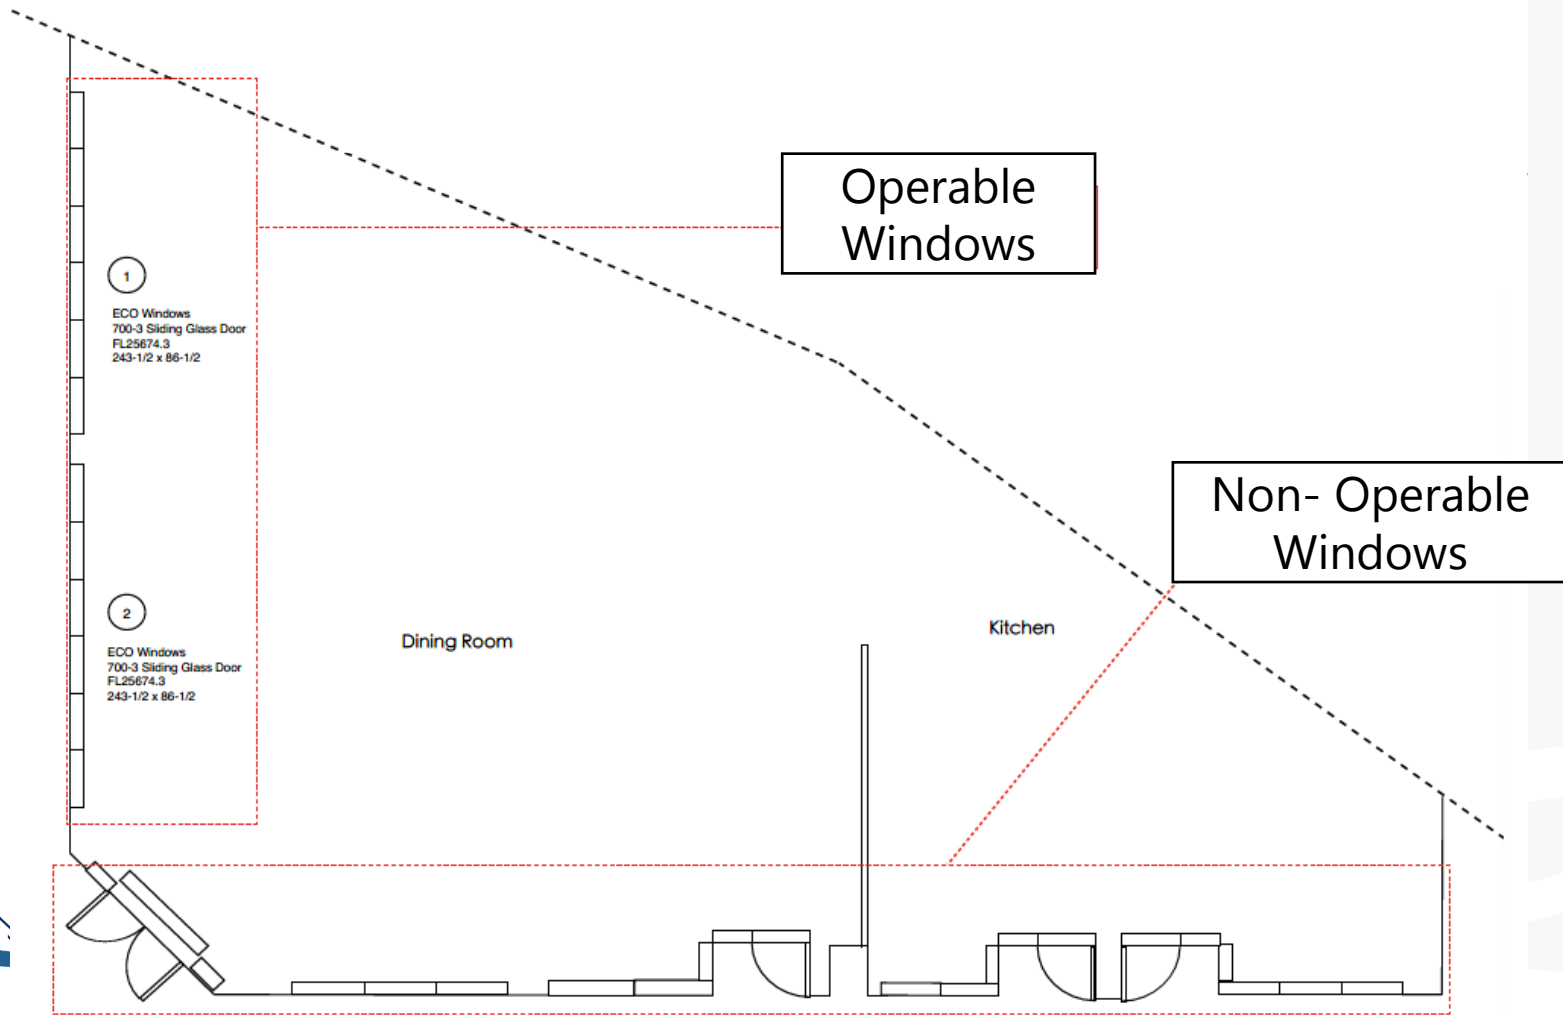 Operable
Windows
1
ECO Windows
700-3 Sliding Glass Door
FL25674.3
243-1/2 x 86-1/2
Non- Operable
Windows
2
ECO Windows
700-3 Sliding Glass Door
FL25674.3
243-1/2 x 86-1/2
Dining Room
Kitchen